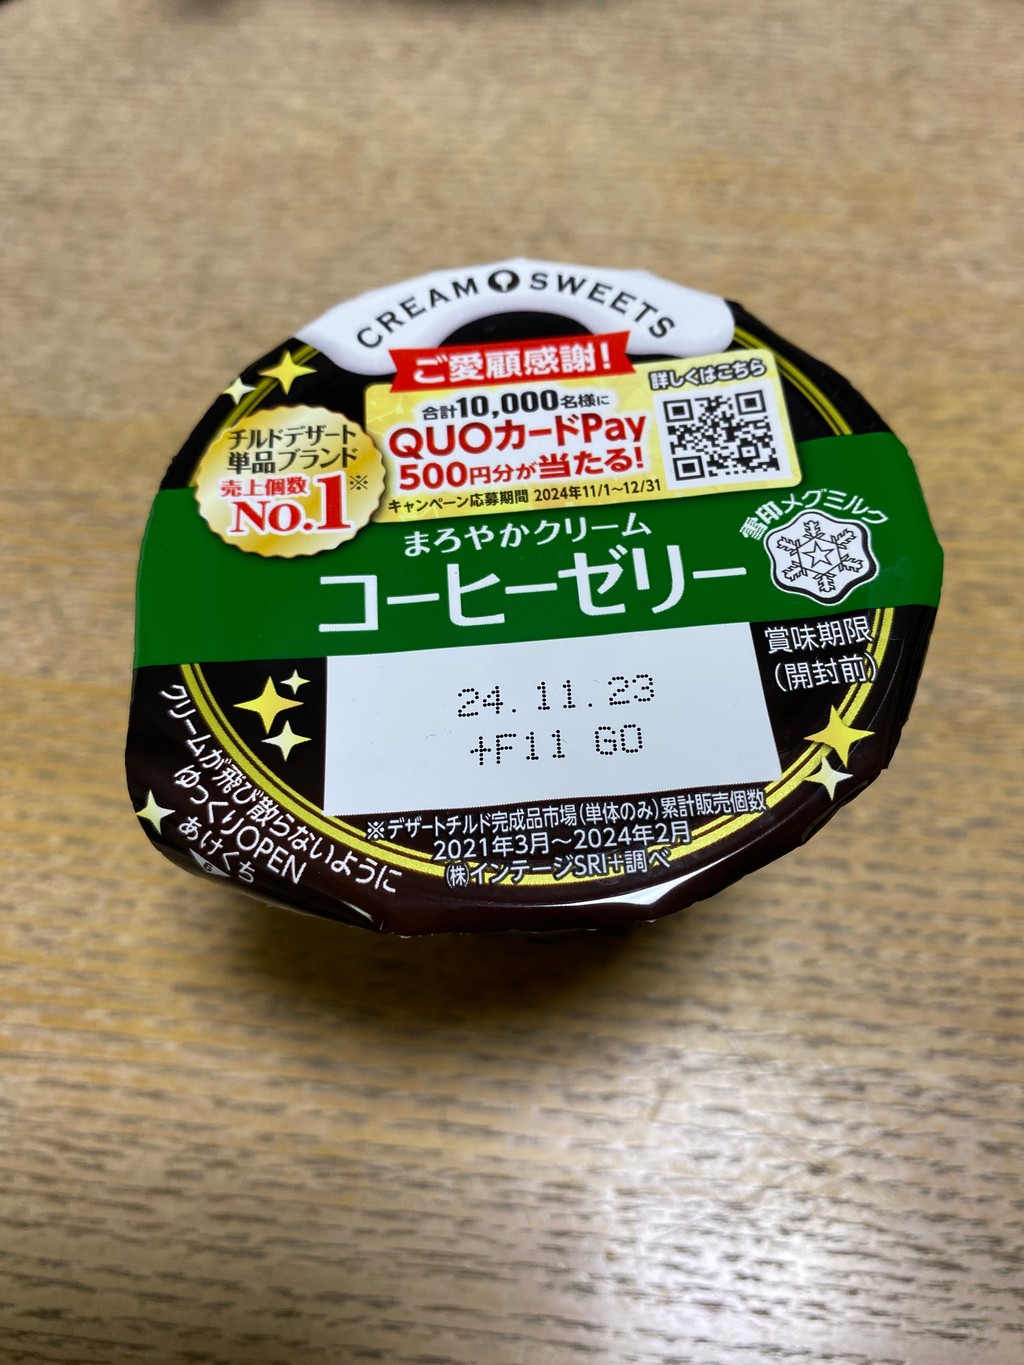 CREAM SWEETS
ご愛顧感謝!
合計10,000名様に
QUOカードPay
500円分が当たる!
キャンペーン応募期間 2024年11/1~12/31
詳しくはこちら
チルドデザート
単品ブランド
売上個数
No.1※
まろやかクリーム
コーヒーゼリー
雪印メグミルク
賞味期限
(開封前)
24.11.23
+F11 GO
※デザートチルド完成品市場(単体のみ)累計販売個数
2021年3月~2024年2月
(株)インテージSRI+調べ
クリームが飛び散らないように
ゆっくりOPEN
あけくち